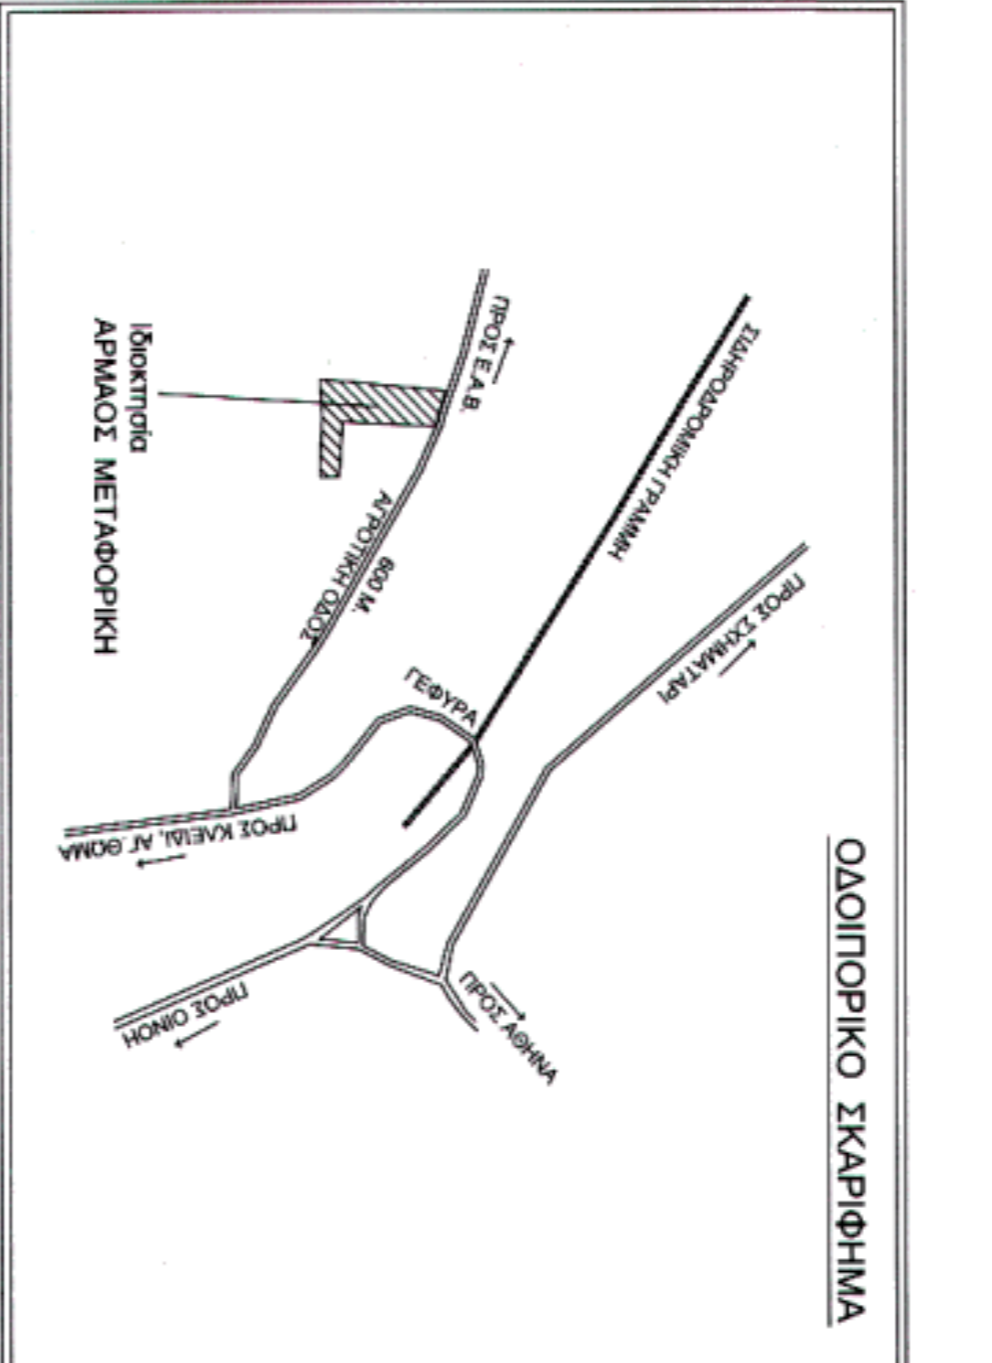 ΟΔΟΙΠΟΡΙΚΟ ΣΚΑΡΙΦΗΜΑ
ΠΡΟΣ ΣΧΗΜΑΤΑΡΙ
ΣΙΔΗΡΟΔΡΟΜΙΚΗ ΓΡΑΜΜΗ
ΠΡΟΣ Ε.Α.Β.
ΠΡΟΣ ΑΘΗΝΑ
ΓΕΦΥΡΑ
600 Μ.
ΑΓΡΟΤΙΚΗ ΟΔΟΣ
ΠΡΟΣ ΚΛΕΙΔΙ, ΑΓ. ΘΩΜΑ
ΠΡΟΣ ΟΙΝΟΗ
Ιδιοκτησία
ΑΡΜΑΟΣ ΜΕΤΑΦΟΡΙΚΗ